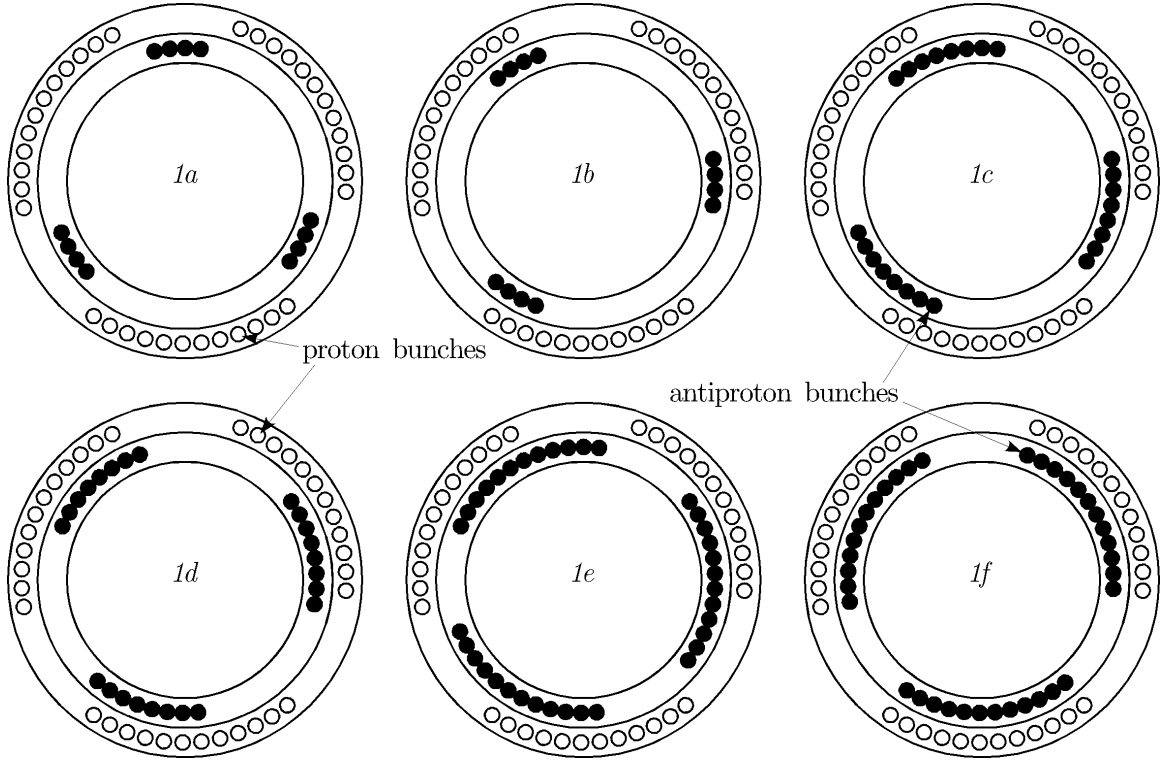 1a
1b
1c
proton bunches
antiproton bunches
1d
1e
1f